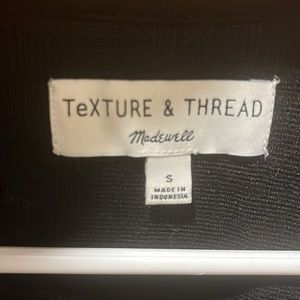 TeXTURE & THREAD
Madewell
S
MADE IN
INDONESIA